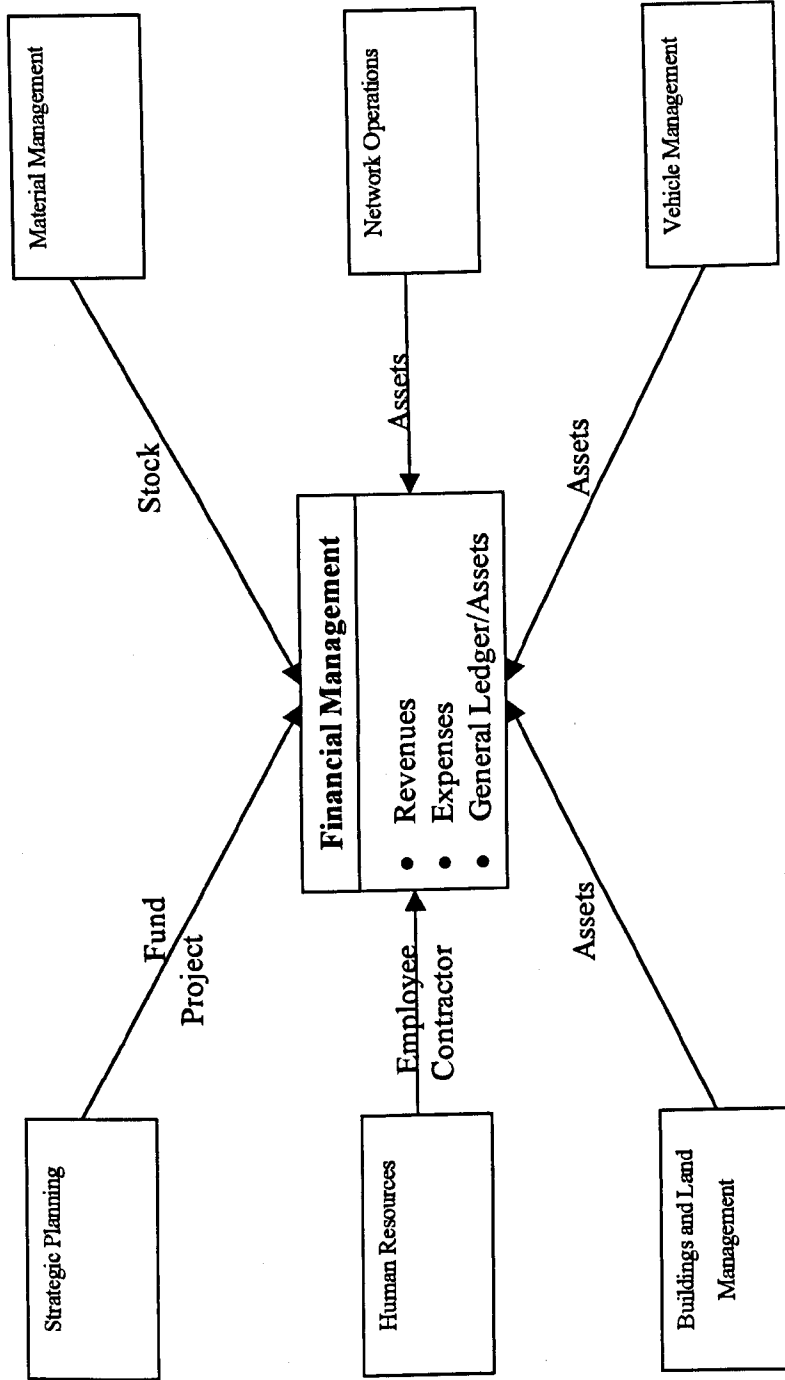 Strategic Planning
Material Management
Fund
Project
Stock
Financial Management
• Revenues
• Expenses
• General Ledger/Assets
Human Resources
Employee
Contractor
Assets
Network Operations
Buildings and Land
Management
Assets
Assets
Vehicle Management